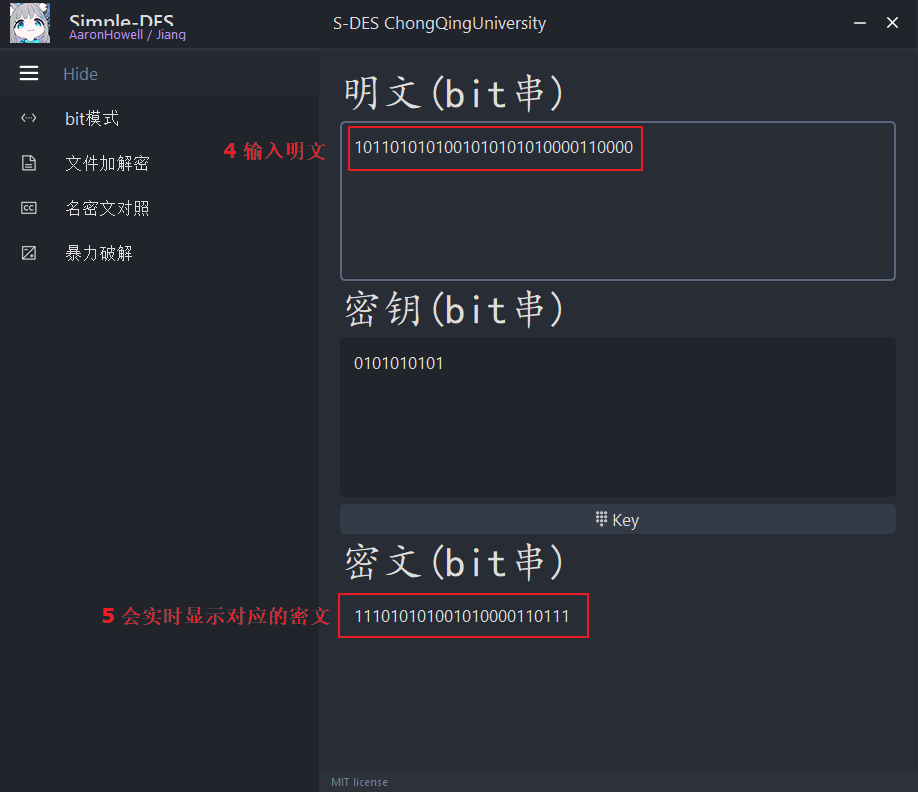 Simple-DES
AaronHowell / Jiang
S-DES ChongQingUniversity
Hide
bit模式
文件加解密
名密文对照
暴力破解
明文(bit串)
4 输入明文
1011010101001010101010000110000
密钥(bit串)
0101010101
Key
密文(bit串)
5 会实时显示对应的密文
111010101001010000110111
MIT license